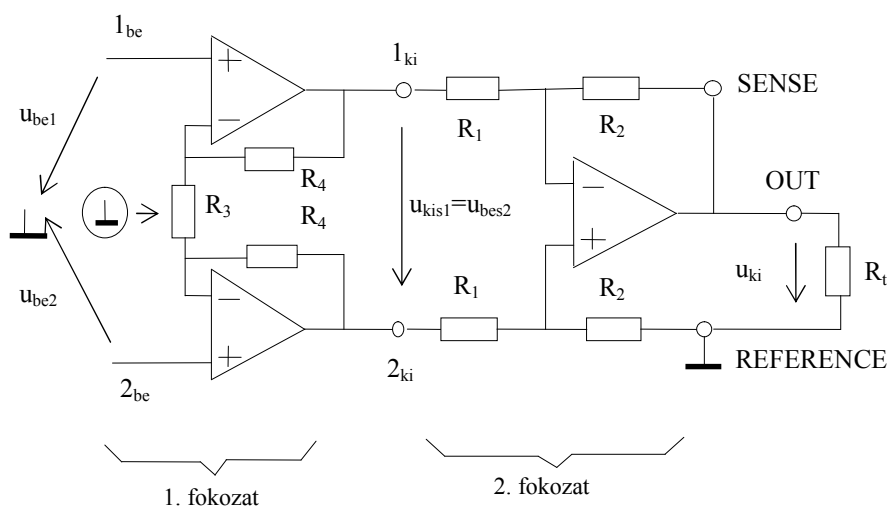 1be
1ki
SENSE
ube1
R1
R2
R4
OUT
R3
R4
ukis1=ubes2
uki
Rt
ube2
R1
R2
REFERENCE
2be
2ki
1. fokozat
2. fokozat